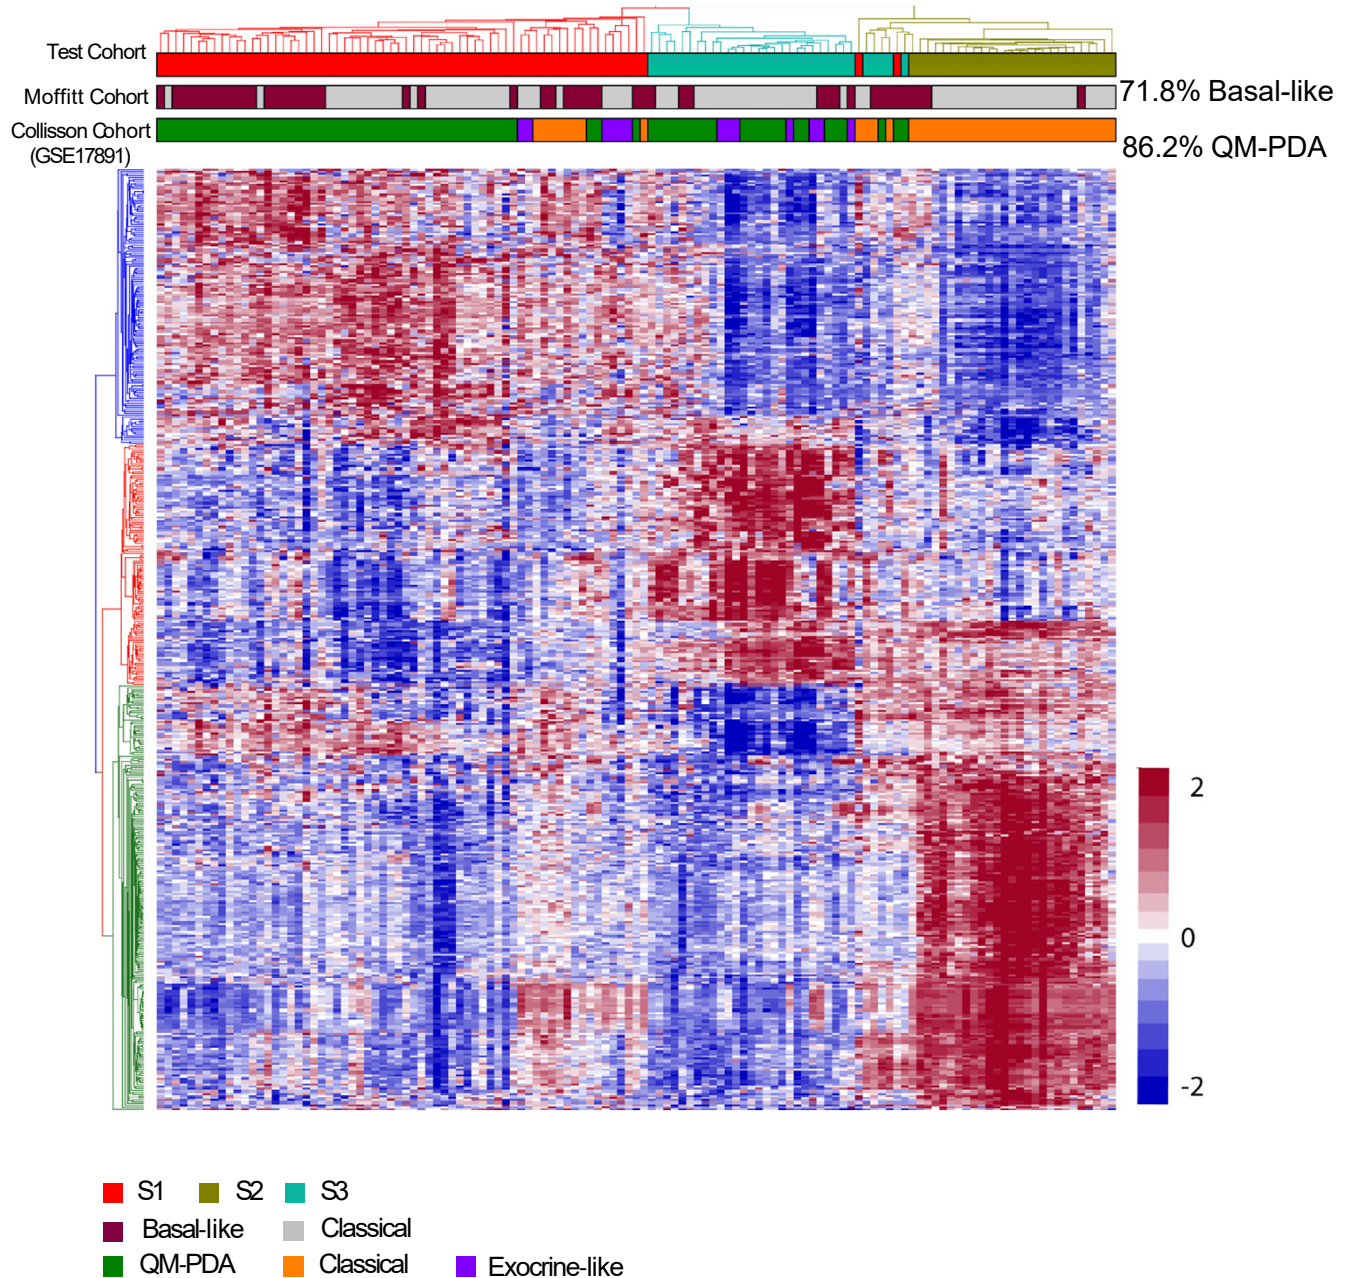 Test Cohort
Moffitt Cohort
71.8% Basal-like
Collisson Cohort
(GSE17891)
86.2% QM-PDA
2
0
-2
S1 S2 S3
Basal-like Classical
QM-PDA Classical Exocrine-like